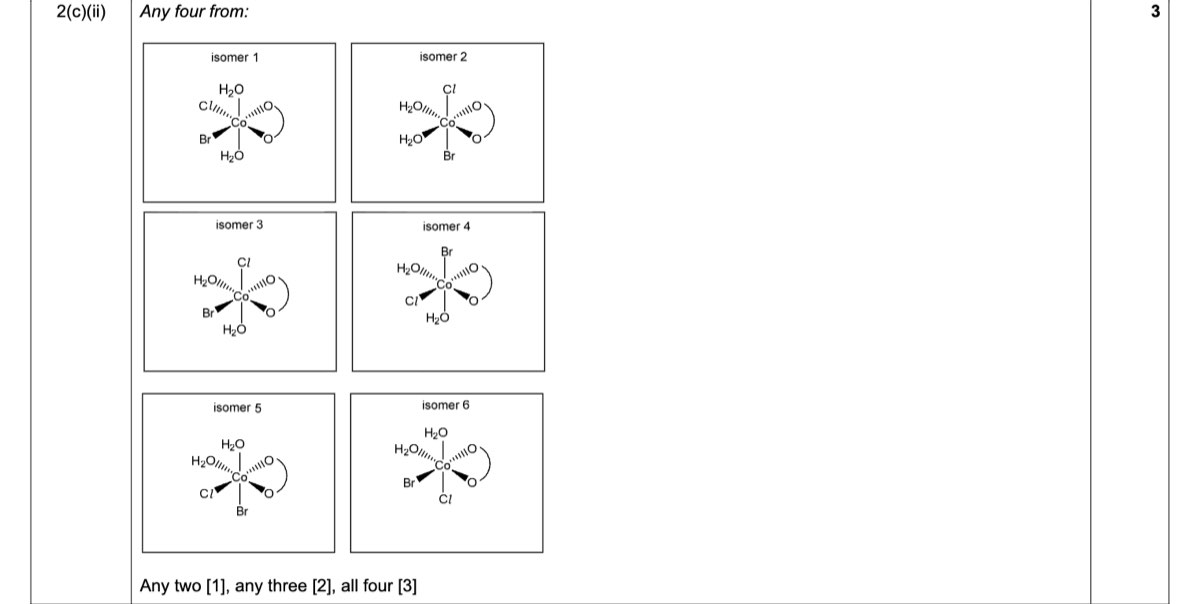 2(c)(ii) Any four from: 3
isomer 1 isomer 2
H₂O Cl
Cl O H₂O O
Co Co
Br O H₂O O
H₂O Br
isomer 3 isomer 4
Cl Br
H₂O O H₂O O
Co Co
Br O Cl O
H₂O H₂O
isomer 5 isomer 6
H₂O H₂O
H₂O O H₂O O
Co Co
Cl O Br O
Br Cl
Any two [1], any three [2], all four [3]